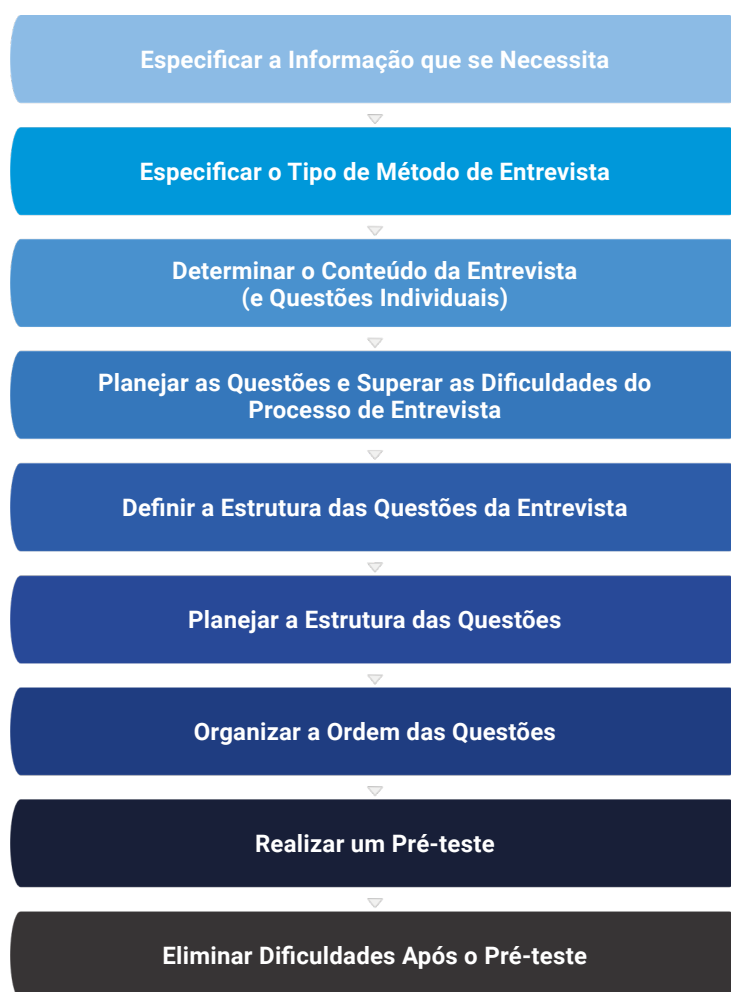 Especificar a Informação que se Necessita
Especificar o Tipo de Método de Entrevista
Determinar o Conteúdo da Entrevista
(e Questões Individuais)
Planejar as Questões e Superar as Dificuldades do
Processo de Entrevista
Definir a Estrutura das Questões da Entrevista
Planejar a Estrutura das Questões
Organizar a Ordem das Questões
Realizar um Pré-teste
Eliminar Dificuldades Após o Pré-teste